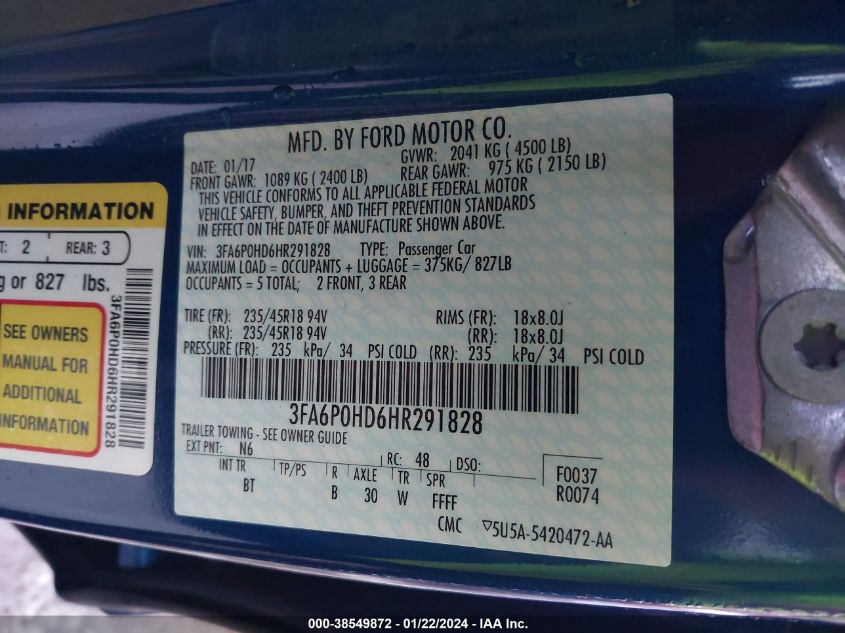 MFD. BY FORD MOTOR CO.
DATE: 01/17 GVWR: 2041 KG ( 4500 LB)
FRONT GAWR: 1089 KG ( 2400 LB) REAR GAWR: 975 KG ( 2150 LB)
THIS VEHICLE CONFORMS TO ALL APPLICABLE FEDERAL MOTOR
VEHICLE SAFETY, BUMPER, AND THEFT PREVENTION STANDARDS
IN EFFECT ON THE DATE OF MANUFACTURE SHOWN ABOVE.
VIN: 3FA6P0HD6HR291828 TYPE: Passenger Car
MAXIMUM LOAD = OCCUPANTS + LUGGAGE = 375KG/ 827LB
OCCUPANTS = 5 TOTAL; 2 FRONT, 3 REAR
TIRE (FR): 235/45R18 94V RIMS (FR): 18x8.0J
(RR): 235/45R18 94V (RR): 18x8.0J
PRESSURE (FR): 235 kPa/ 34 PSI COLD (RR): 235 kPa/ 34 PSI COLD
3FA6P0HD6HR291828
TRAILER TOWING - SEE OWNER GUIDE
EXT PNT: N6 RC: 48 DSO:
INT TR TP/PS R AXLE TR SPR
BT B 30 W FFFF
F0037
R0074
CMC ▽5U5A-5420472-AA
INFORMATION
T: 2 REAR: 3
g or 827 lbs.
SEE OWNERS
MANUAL FOR
ADDITIONAL
INFORMATION
3FA6P0HD6HR291828
000-38549872 - 01/22/2024 - IAA Inc.